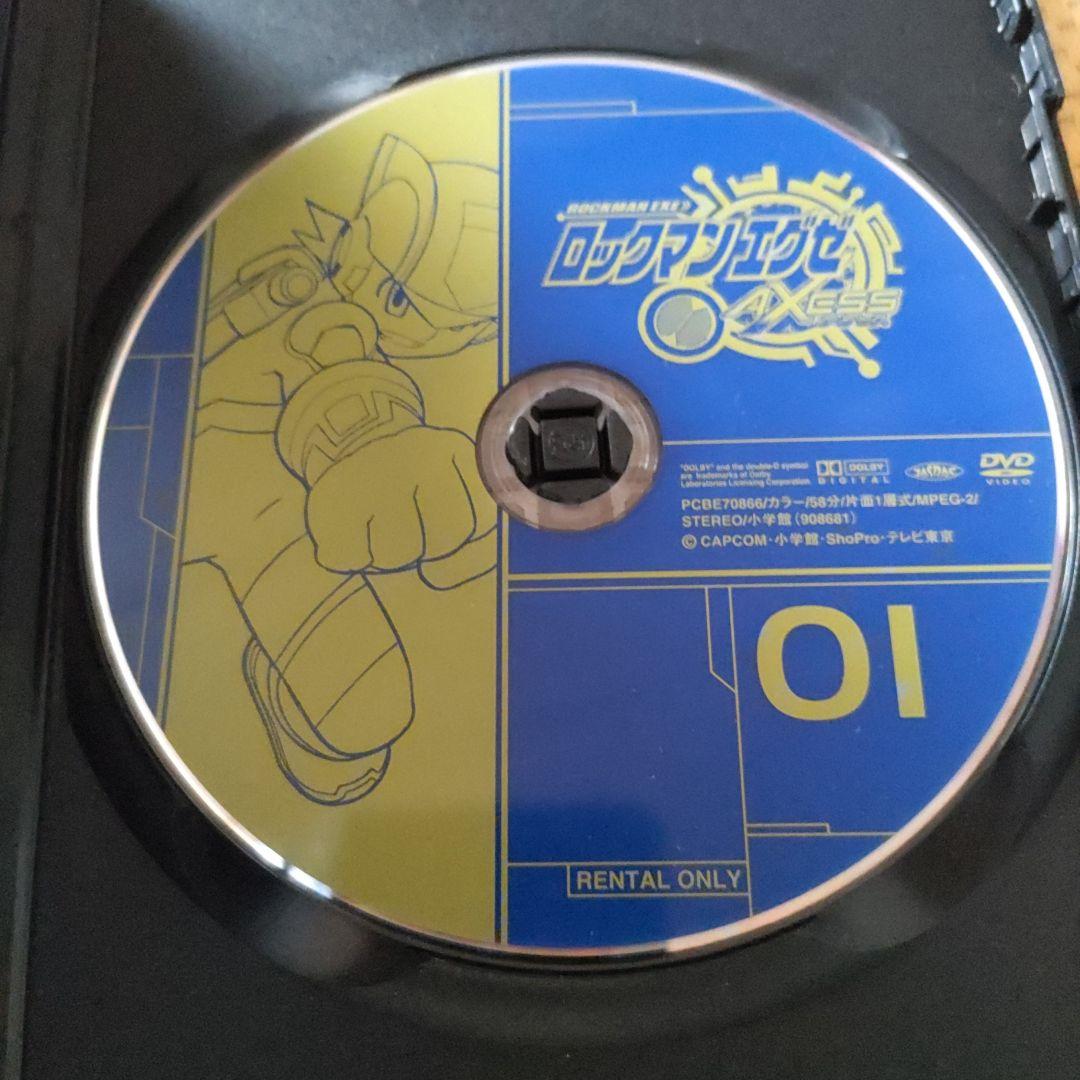 ROCKMAN EXE
ロックマンエグゼ
AXESS
"DOLBY" and the double-D symbol
are trademarks of Dolby
Laboratories Licensing Corporation.
DOLBY
DIGITAL
JASRAC
DVD
VIDEO
PCBE70866/カラー/58分/片面1層式/MPEG-2/
STEREO/小学館(908681)
©CAPCOM・小学館・ShoPro・テレビ東京
01
RENTAL ONLY